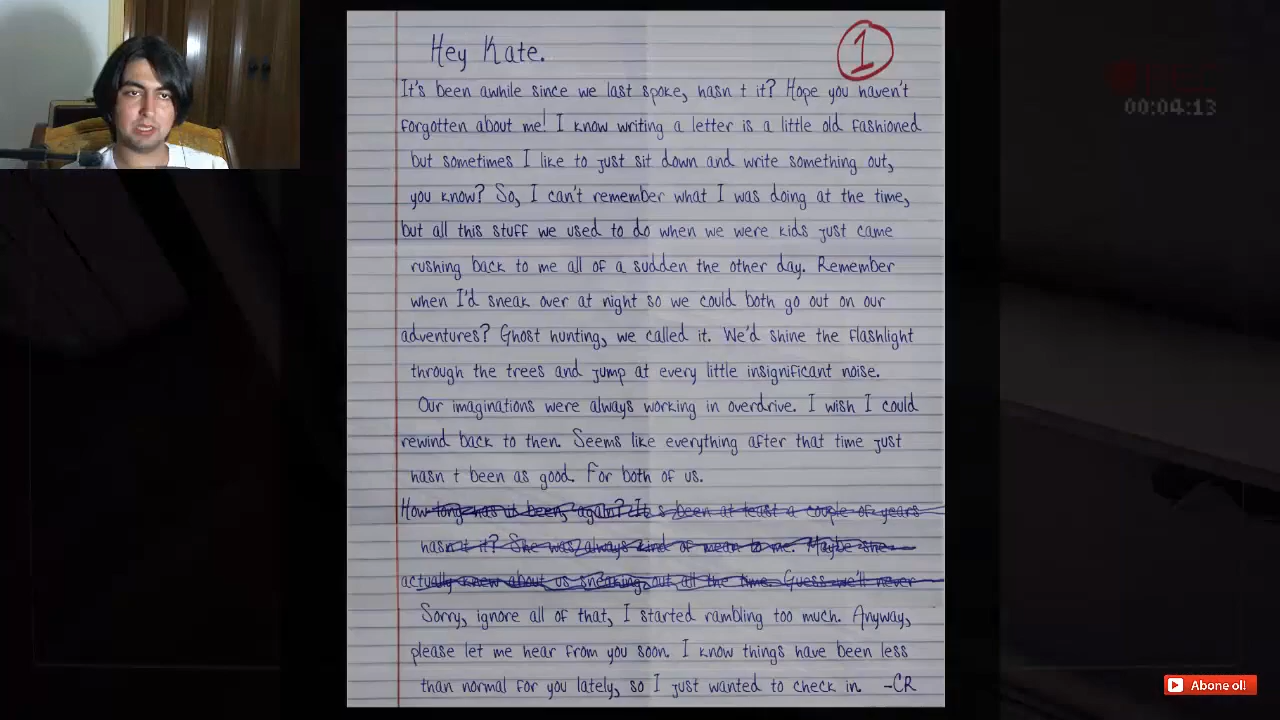 Hey Kate.
1
It's been awhile since we last spoke, hasn t it? Hope you haven't
forgotten about me! I know writing a letter is a little old fashioned
but sometimes I like to just sit down and write something out,
you know? So, I can't remember what I was doing at the time,
but all this stuff we used to do when we were kids just came
rushing back to me all of a sudden the other day. Remember
when I'd sneak over at night so we could both go out on our
adventures? Ghost hunting, we called it. We'd shine the flashlight
through the trees and jump at every little insignificant noise.
Our imaginations were always working in overdrive. I wish I could
rewind back to then. Seems like everything after that time just
hasn t been as good. For both of us.
How long has it been, again? It s been at least a couple of years
hasn t it? She was always kind of mean to me. Maybe she
actually knew about us sneaking out all the time. Guess we'll never
Sorry, ignore all of that, I started rambling too much. Anyway,
please let me hear from you soon. I know things have been less
than normal for you lately, so I just wanted to check in. -CR
REC
00:04:13
Abone ol!